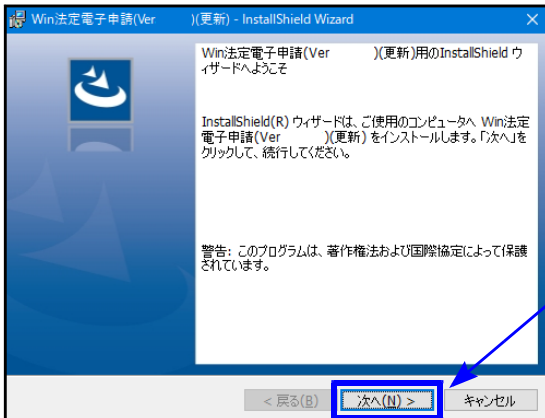 Win法定電子申請(Ver　　　)(更新) - InstallShield Wizard
Win法定電子申請(Ver　　　)(更新)用のInstallShield ウ
ィザードへようこそ
InstallShield(R) ウィザードは、ご使用のコンピュータへ Win法定
電子申請(Ver　　　)(更新) をインストールします。「次へ」を
クリックして、続行してください。
警告: このプログラムは、著作権法および国際協定によって保護
されています。
< 戻る(B)
次へ(N) >
キャンセル